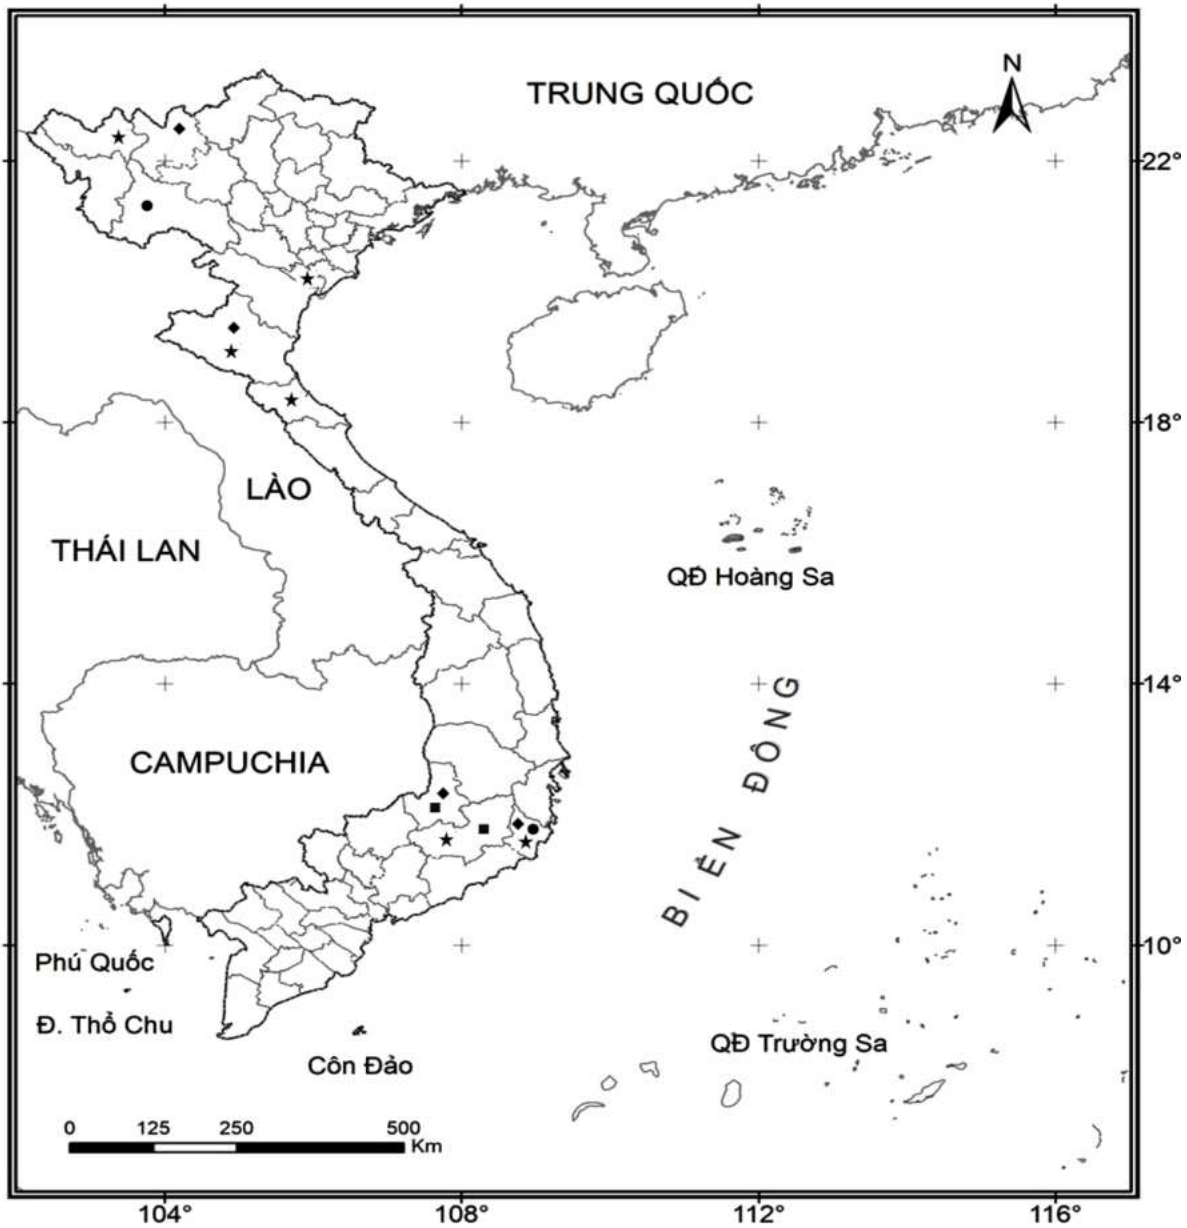 TRUNG QUỐC
N
22°
18°
LÀO
THÁI LAN
QĐ Hoàng Sa
14°
CAMPUCHIA
BIỂN ĐÔNG
10°
Phú Quốc
Đ. Thổ Chu
QĐ Trường Sa
Côn Đảo
0 125 250 500
Km
104° 108° 112° 116°